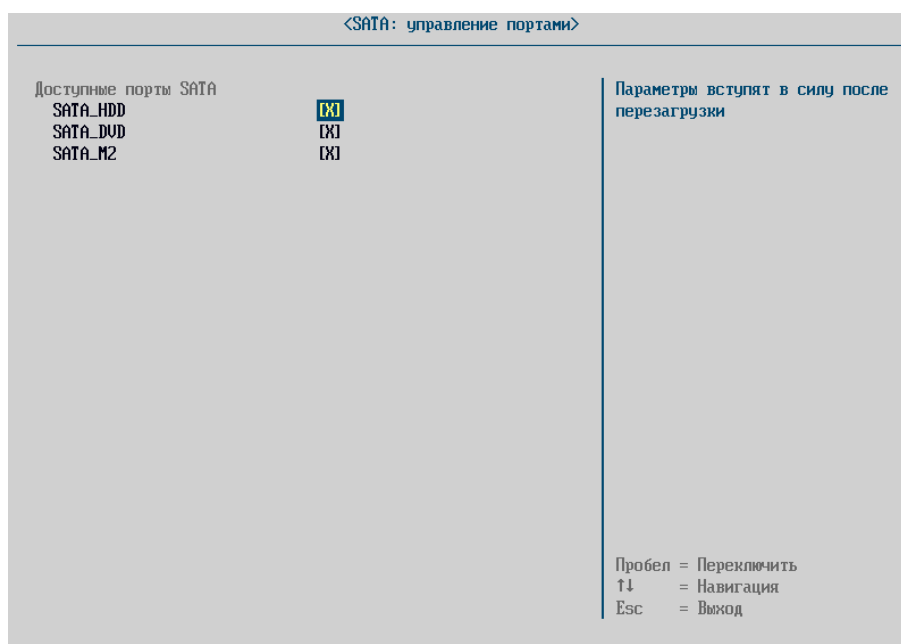 <SATA: управление портами>
Доступные порты SATA
SATA_HDD [X]
SATA_DVD [X]
SATA_M2 [X]
Параметры вступят в силу после
перезагрузки
Пробел = Переключить
↑↓ = Навигация
Esc = Выход